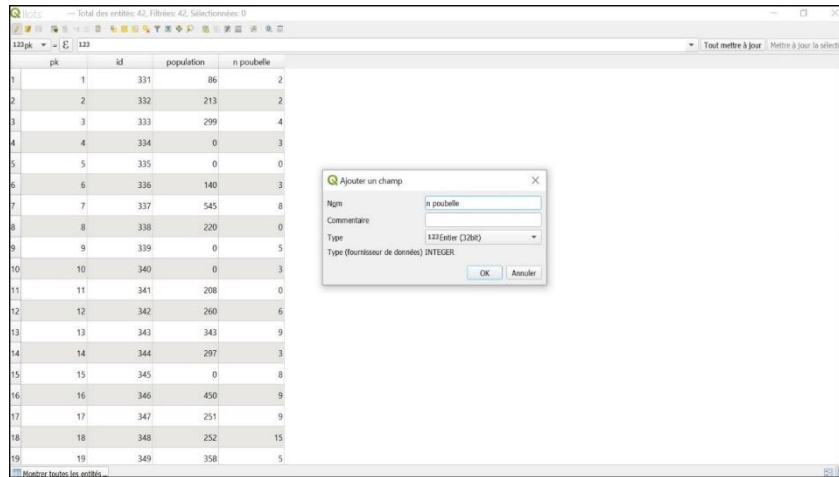 Ilots — Total des entités: 42, Filtrées: 42, Sélectionnées: 0
123 pk = Ɛ 123 Tout mettre à jour Mettre à jour la sélecti
pk id population n poubelle
1 1 331 86 2
2 2 332 213 2
3 3 333 299 4
4 4 334 0 3
5 5 335 0 0
6 6 336 140 3
7 7 337 545 8
8 8 338 220 0
9 9 339 0 5
10 10 340 0 3
11 11 341 208 0
12 12 342 260 6
13 13 343 343 9
14 14 344 297 3
15 15 345 0 8
16 16 346 450 9
17 17 347 251 9
18 18 348 252 15
19 19 349 358 5
Montrer toutes les entités
Ajouter un champ
Nom n poubelle
Commentaire
Type 123 Entier (32bit)
Type (fournisseur de données) INTEGER
OK Annuler